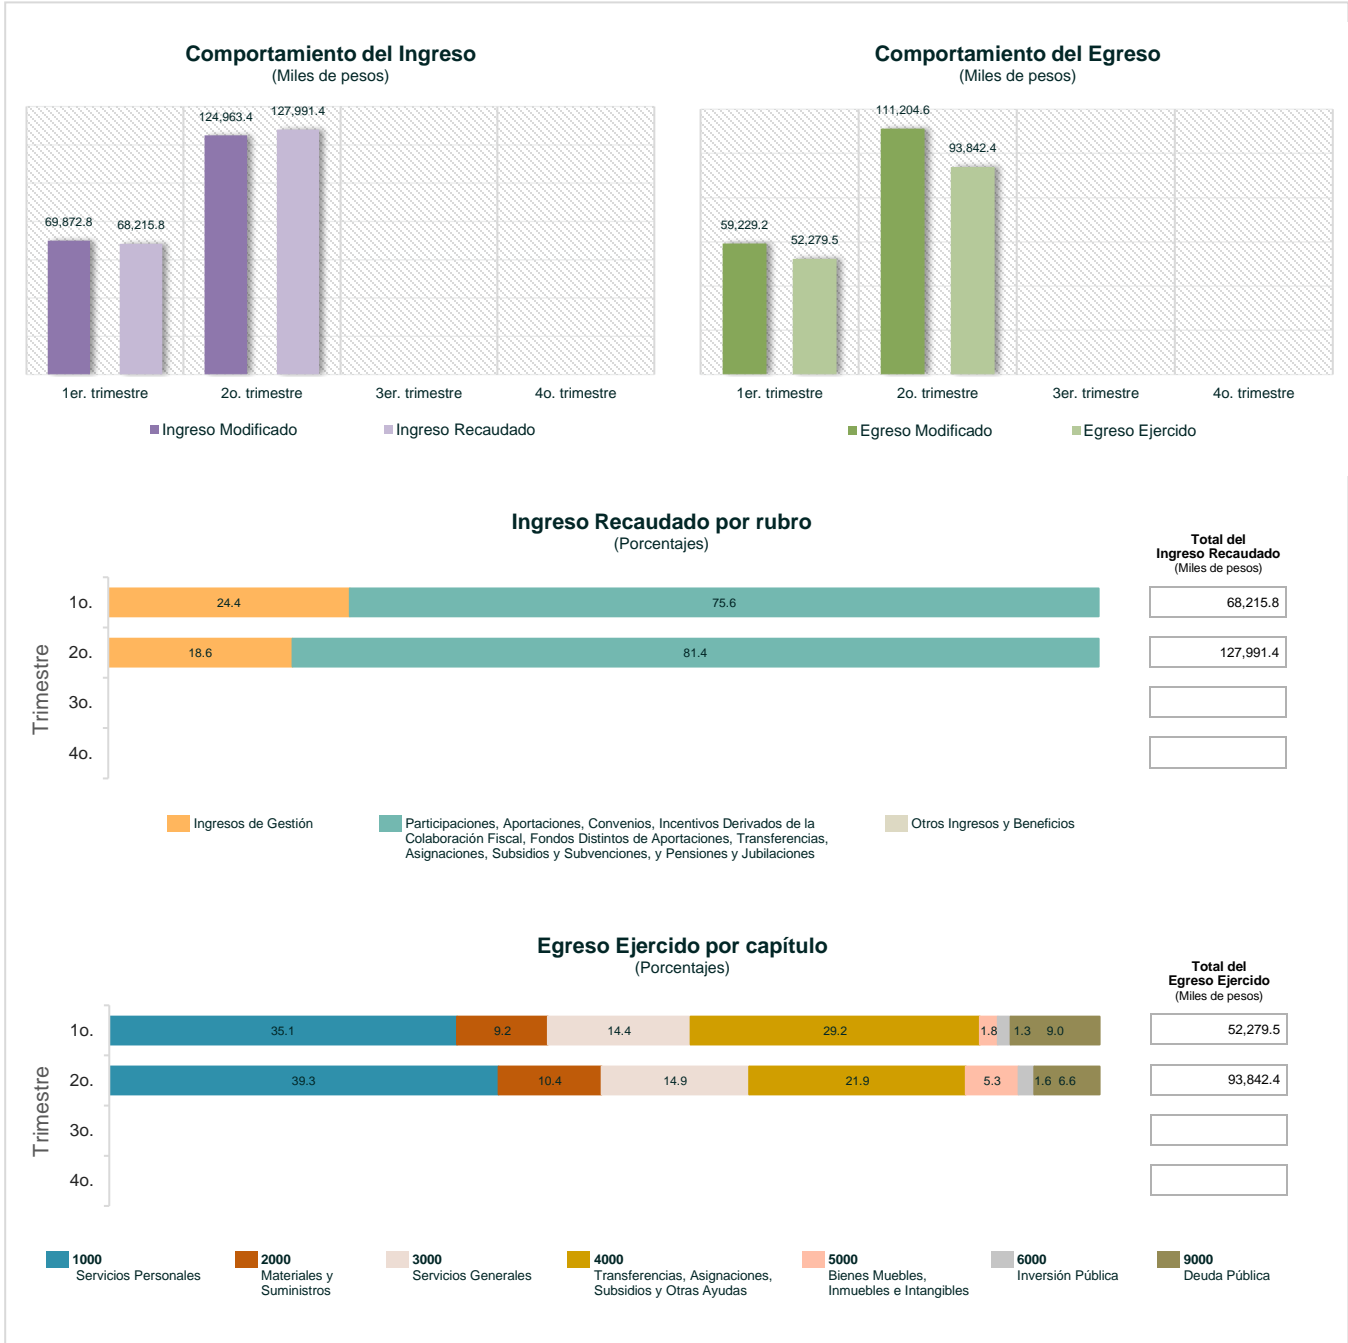 Comportamiento del Ingreso
(Miles de pesos)
69,872.8
68,215.8
124,963.4
127,991.4
1er. trimestre
2o. trimestre
3er. trimestre
4o. trimestre
Ingreso Modificado
Ingreso Recaudado
Comportamiento del Egreso
(Miles de pesos)
59,229.2
52,279.5
111,204.6
93,842.4
1er. trimestre
2o. trimestre
3er. trimestre
4o. trimestre
Egreso Modificado
Egreso Ejercido
Ingreso Recaudado por rubro
(Porcentajes)
Total del
Ingreso Recaudado
(Miles de pesos)
Trimestre
1o.
24.4
75.6
68,215.8
2o.
18.6
81.4
127,991.4
3o.
4o.
Ingresos de Gestión
Participaciones, Aportaciones, Convenios, Incentivos Derivados de la
Colaboración Fiscal, Fondos Distintos de Aportaciones, Transferencias,
Asignaciones, Subsidios y Subvenciones, y Pensiones y Jubilaciones
Otros Ingresos y Beneficios
Egreso Ejercido por capítulo
(Porcentajes)
Total del
Egreso Ejercido
(Miles de pesos)
Trimestre
1o.
35.1
9.2
14.4
29.2
1.8
1.3
9.0
52,279.5
2o.
39.3
10.4
14.9
21.9
5.3
1.6
6.6
93,842.4
3o.
4o.
1000
Servicios Personales
2000
Materiales y
Suministros
3000
Servicios Generales
4000
Transferencias, Asignaciones,
Subsidios y Otras Ayudas
5000
Bienes Muebles,
Inmuebles e Intangibles
6000
Inversión Pública
9000
Deuda Pública